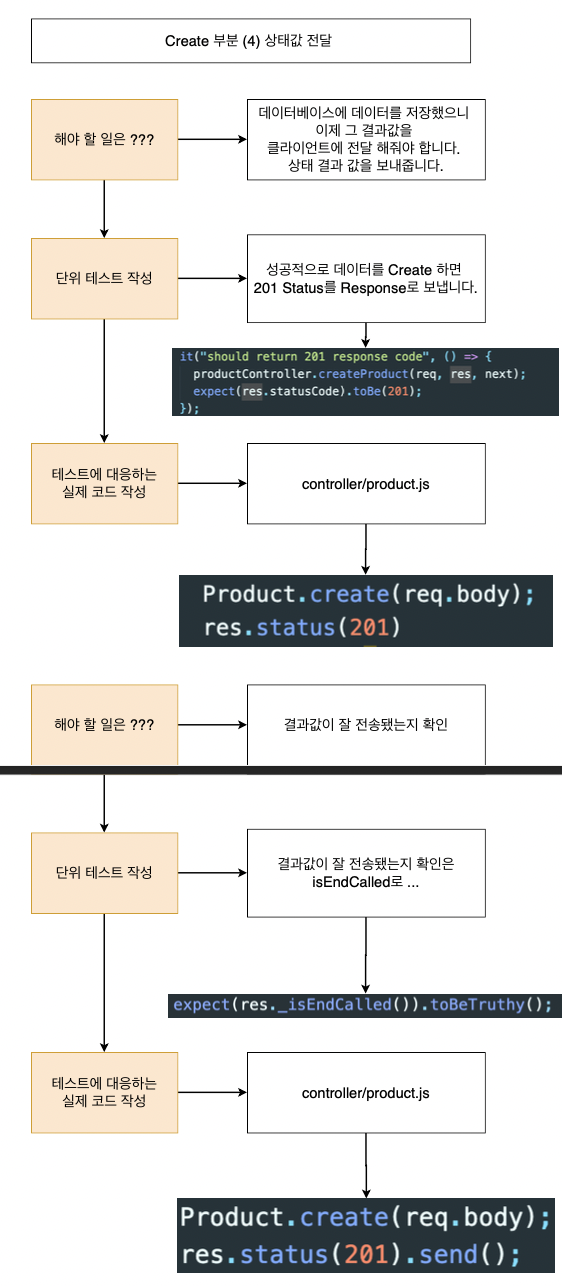 Create 부분 (4) 상태값 전달
해야 할 일은 ???
데이터베이스에 데이터를 저장했으니
이제 그 결과값을
클라이언트에 전달 해줘야 합니다.
상태 결과 값을 보내줍니다.
단위 테스트 작성
성공적으로 데이터를 Create 하면
201 Status를 Response로 보냅니다.
it("should return 201 response code", () => {
productController.createProduct(req, res, next);
expect(res.statusCode).toBe(201);
});
테스트에 대응하는
실제 코드 작성
controller/product.js
Product.create(req.body);
res.status(201)
해야 할 일은 ???
결과값이 잘 전송됐는지 확인
단위 테스트 작성
결과값이 잘 전송됐는지 확인은
isEndCalled로 ...
expect(res._isEndCalled()).toBeTruthy();
테스트에 대응하는
실제 코드 작성
controller/product.js
Product.create(req.body);
res.status(201).send();